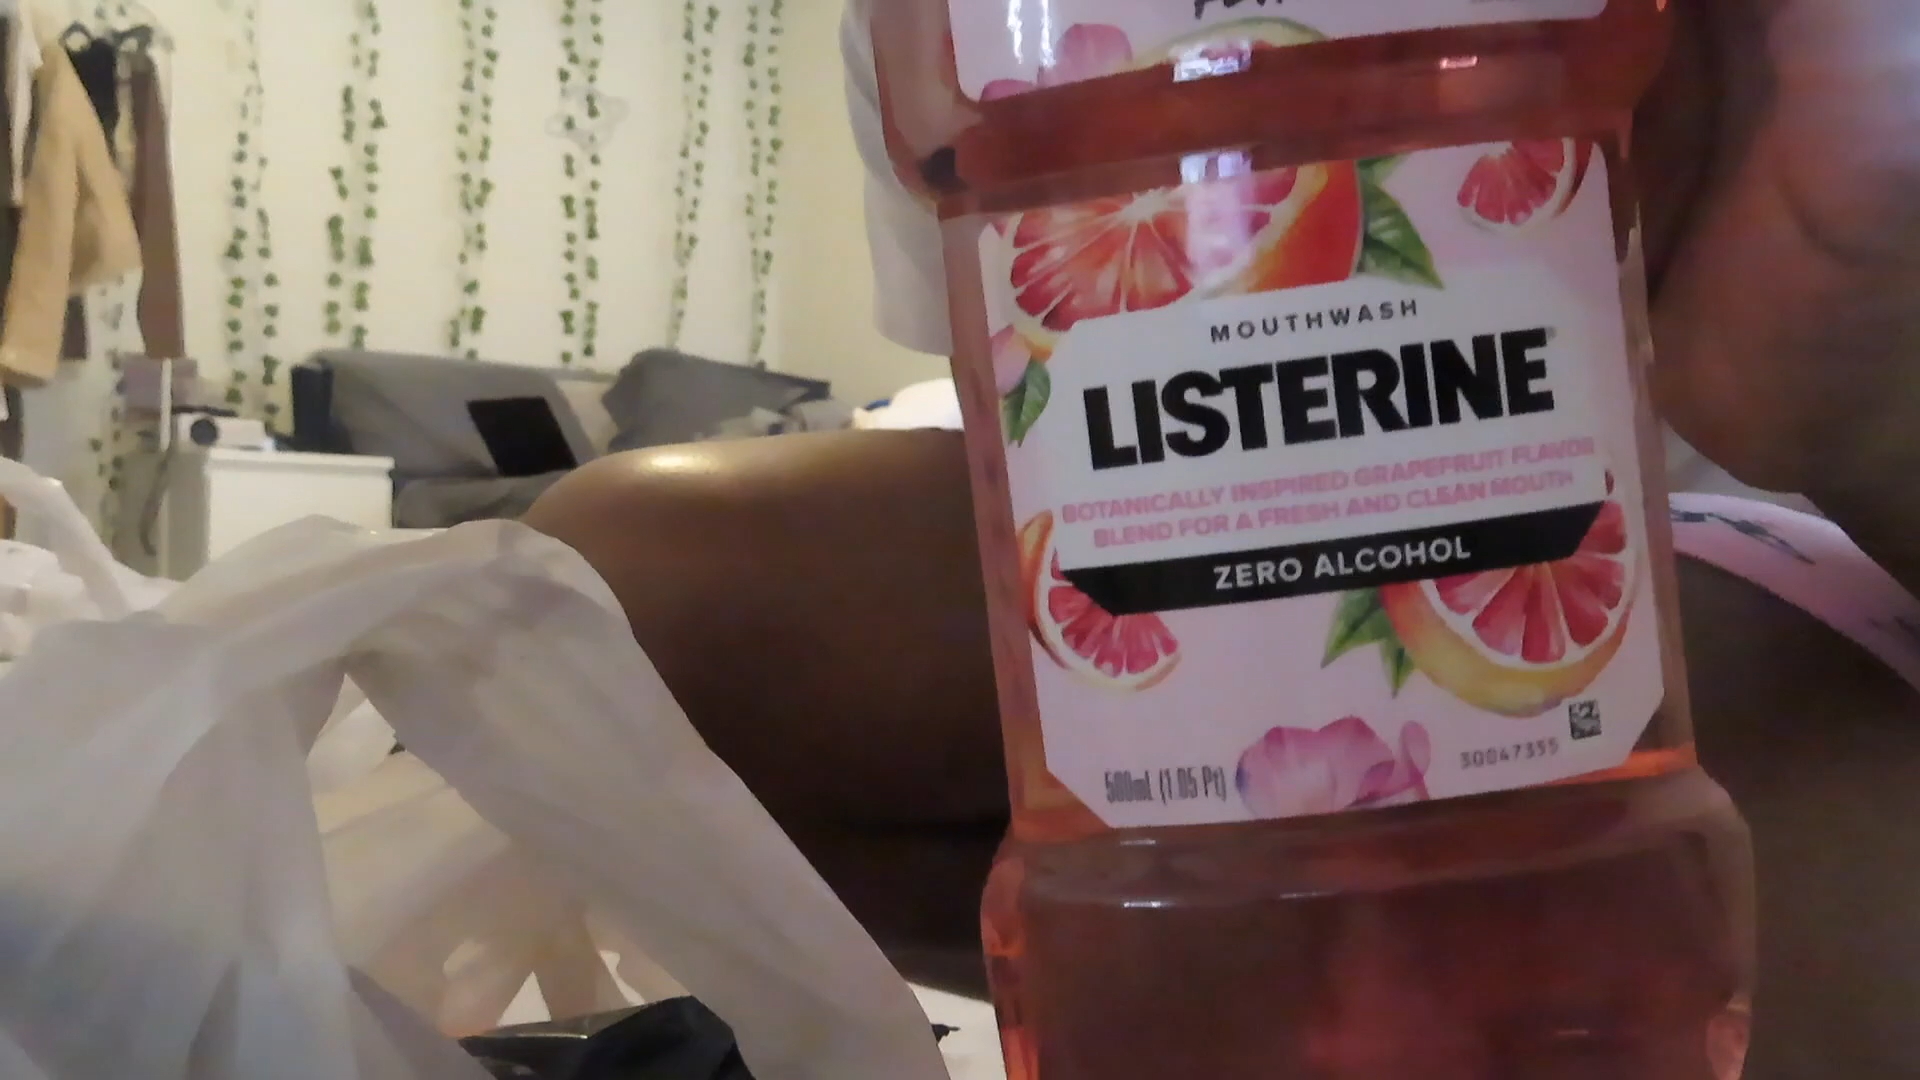 MOUTHWASH
LISTERINE
BOTANICALLY INSPIRED GRAPEFRUIT FLAVOR
BLEND FOR A FRESH AND CLEAN MOUTH
ZERO ALCOHOL
500mL (1.05 Pt)
30047355